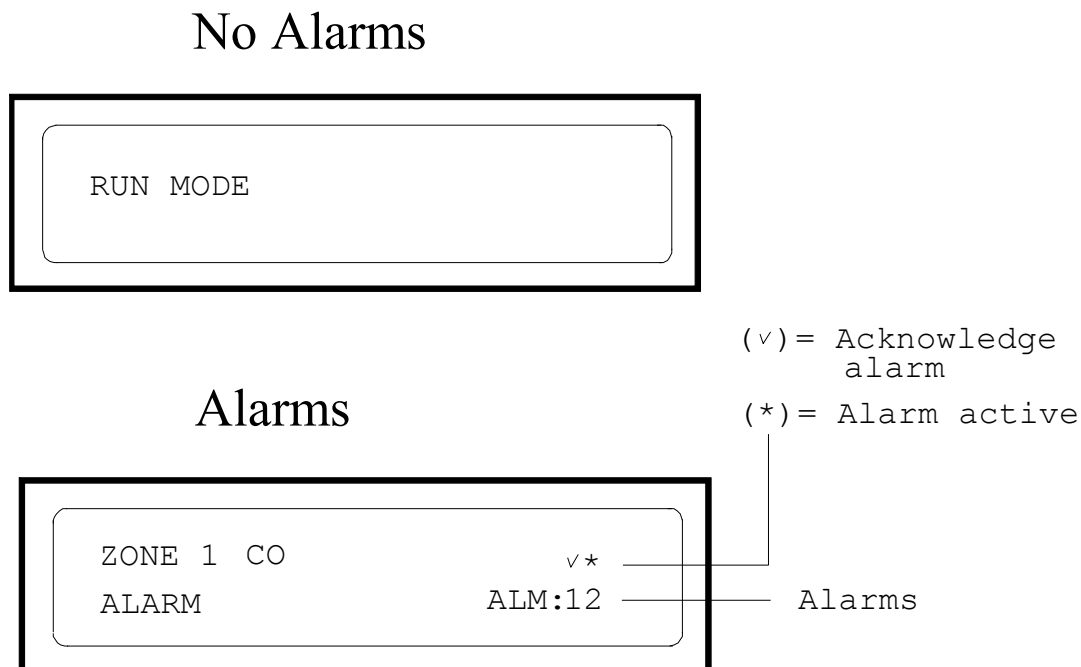 No Alarms
RUN MODE
(✓)= Acknowledge
alarm
Alarms
(*)= Alarm active
ZONE 1 CO ✓*
ALARM ALM:12 Alarms